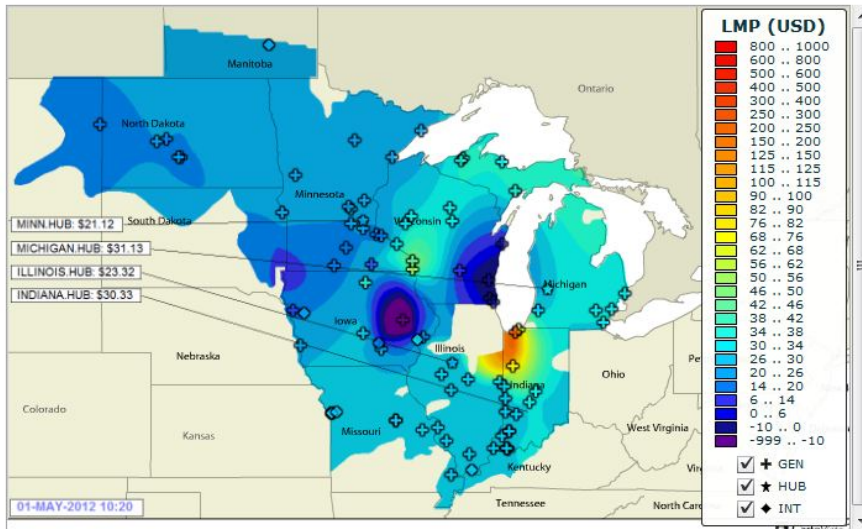 Manitoba
Ontario
North Dakota
Minnesota
South Dakota
Wisconsin
MINN.HUB: $21.12
MICHIGAN.HUB: $31.13
ILLINOIS.HUB: $23.32
INDIANA.HUB: $30.33
Michigan
Iowa
Nebraska
Illinois
Indiana
Ohio
Colorado
Kansas
Missouri
West Virginia
Kentucky
Tennessee
North Caro
01-MAY-2012 10:20
LMP (USD)
800 .. 1000
600 .. 800
500 .. 600
400 .. 500
300 .. 400
250 .. 300
200 .. 250
150 .. 200
125 .. 150
115 .. 125
100 .. 115
90 .. 100
82 .. 90
76 .. 82
68 .. 76
62 .. 68
56 .. 62
50 .. 56
46 .. 50
42 .. 46
38 .. 42
34 .. 38
30 .. 34
26 .. 30
20 .. 26
14 .. 20
6 .. 14
0 .. 6
-10 .. 0
-999 .. -10
GEN
HUB
INT